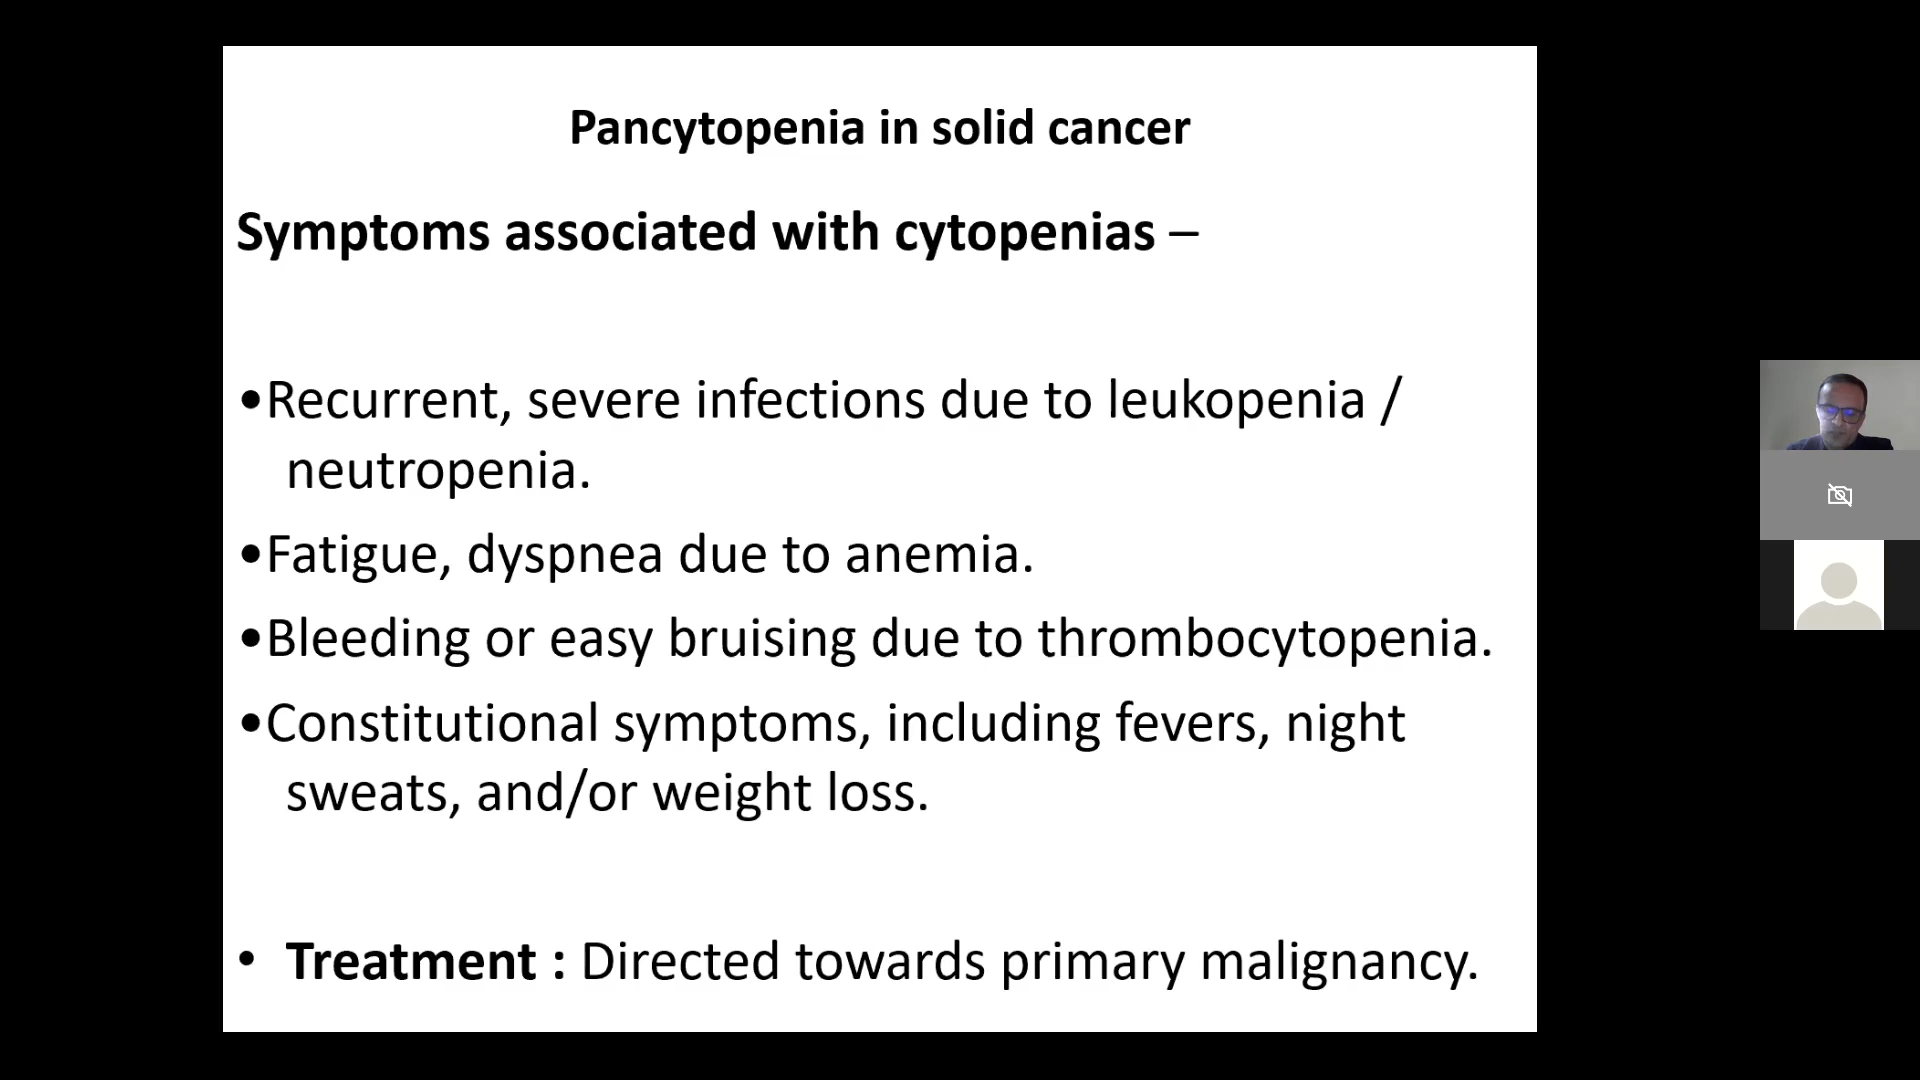 Pancytopenia in solid cancer
Symptoms associated with cytopenias –
•Recurrent, severe infections due to leukopenia /
neutropenia.
•Fatigue, dyspnea due to anemia.
•Bleeding or easy bruising due to thrombocytopenia.
•Constitutional symptoms, including fevers, night
sweats, and/or weight loss.
• Treatment : Directed towards primary malignancy.